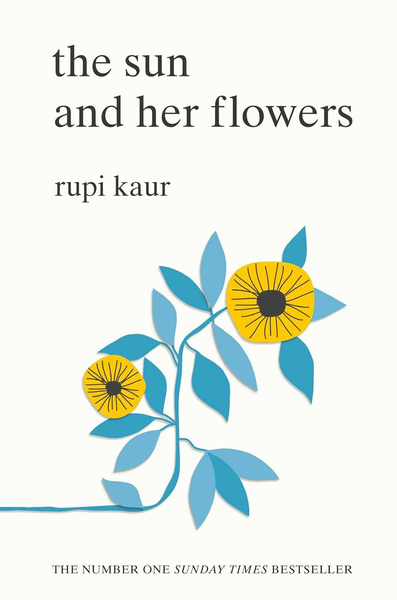 the sun
and her flowers
rupi kaur
THE NUMBER ONE SUNDAY TIMES BESTSELLER